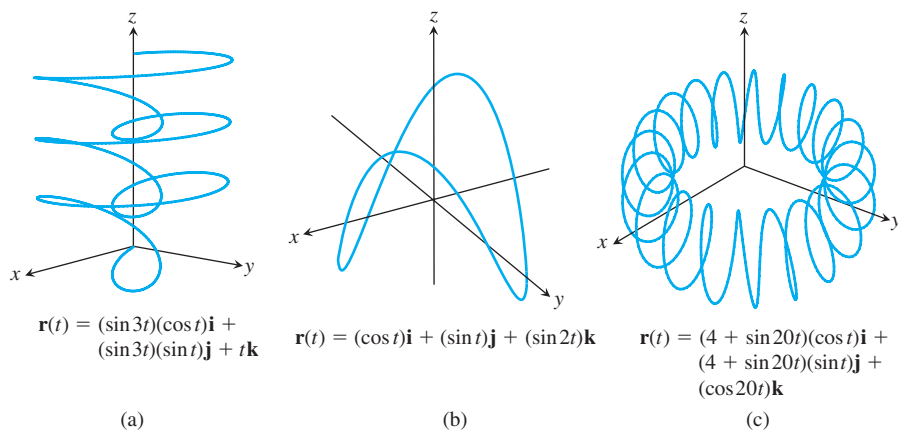 z
x
y
r(t) = (sin 3t)(cos t)i +
(sin 3t)(sin t)j + tk
(a)
z
x
y
r(t) = (cos t)i + (sin t)j + (sin 2t)k
(b)
z
x
y
r(t) = (4 + sin 20t)(cos t)i +
(4 + sin 20t)(sin t)j +
(cos 20t)k
(c)